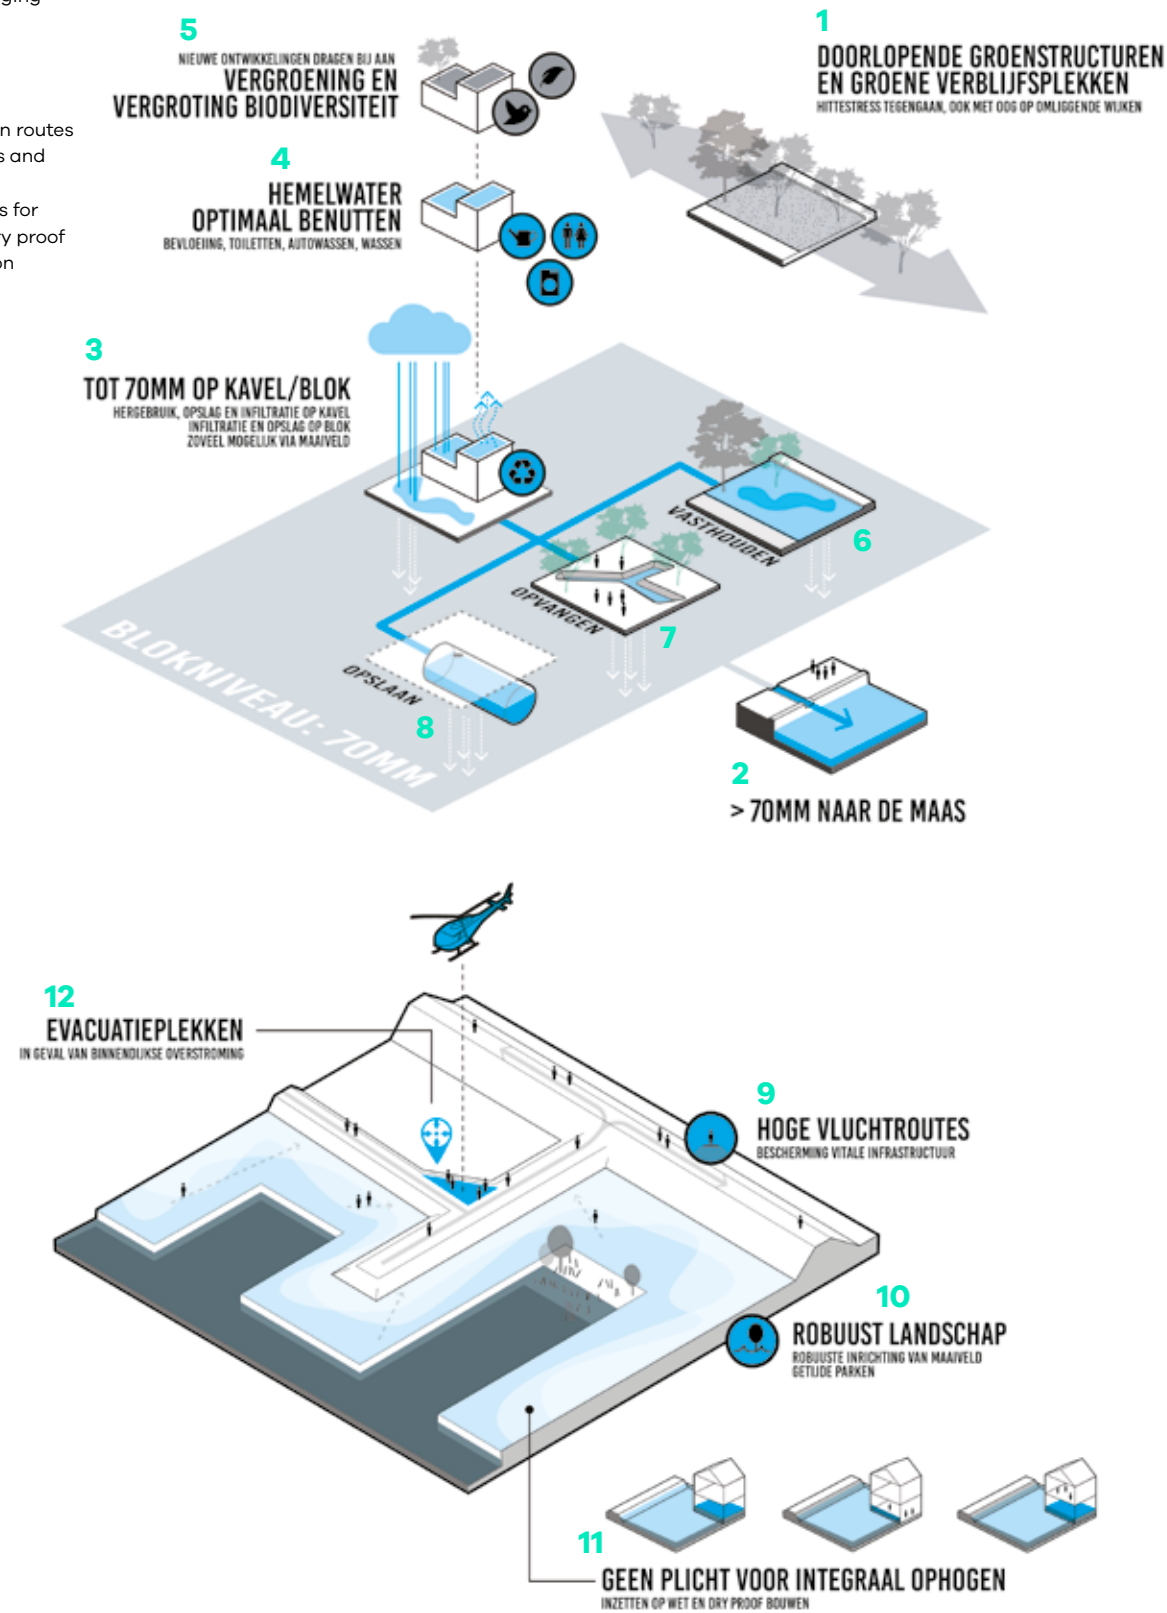 ging
n routes
s and
s for
y proof
on
5
NIEUWE ONTWIKKELINGEN DRAGEN BIJ AAN
VERGROENING EN
VERGROTING BIODIVERSITEIT
1
DOORLOPENDE GROENSTRUCTUREN
EN GROENE VERBLIJFSPLEKKEN
HITTESTRESS TEGENGAAN, OOK MET OOG OP OMLIGGENDE WIJKEN
4
HEMELWATER
OPTIMAAL BENUTTEN
BEVLOEIING, TOILETTEN, AUTOWASSEN, WASSEN
3
TOT 70MM OP KAVEL/BLOK
HERGEBRUIK, OPSLAG EN INFILTRATIE OP KAVEL
INFILTRATIE EN OPSLAG OP BLOK
ZOVEEL MOGELIJK VIA MAAIVELD
VASTHOUDEN
6
OPVANGEN
7
OPSLAAN
8
BLOKNIVEAU: 70MM
2
> 70MM NAAR DE MAAS
12
EVACUATIEPLEKKEN
IN GEVAL VAN BINNENDIJKSE OVERSTROMING
9
HOGE VLUCHTROUTES
BESCHERMING VITALE INFRASTRUCTUUR
10
ROBUUST LANDSCHAP
ROBUUSTE INRICHTING VAN MAAIVELD
GETIJDE PARKEN
11
GEEN PLICHT VOOR INTEGRAAL OPHOGEN
INZETTEN OP WET EN DRY PROOF BOUWEN